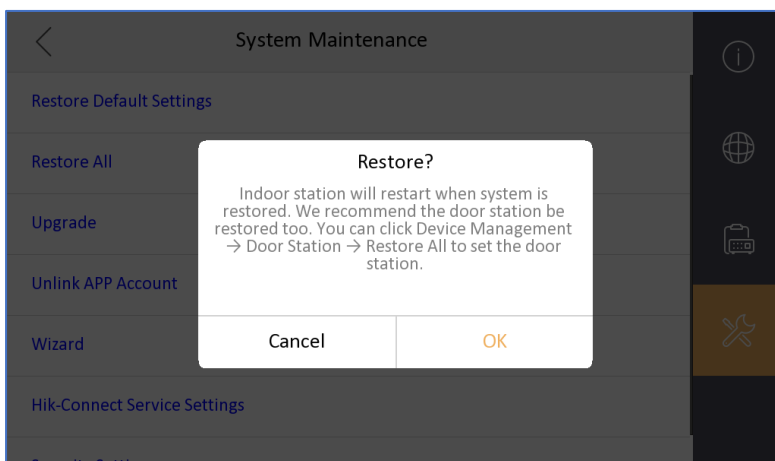 System Maintenance
Restore Default Settings
Restore All
Restore?
Indoor station will restart when system is
restored. We recommend the door station be
restored too. You can click Device Management
→ Door Station → Restore All to set the door
station.
Upgrade
Unlink APP Account
Wizard
Cancel
OK
Hik-Connect Service Settings